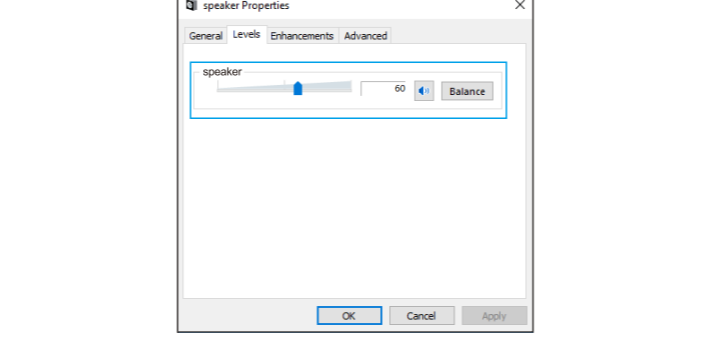 speaker Properties
General Levels Enhancements Advanced
speaker
60 Balance
OK Cancel Apply